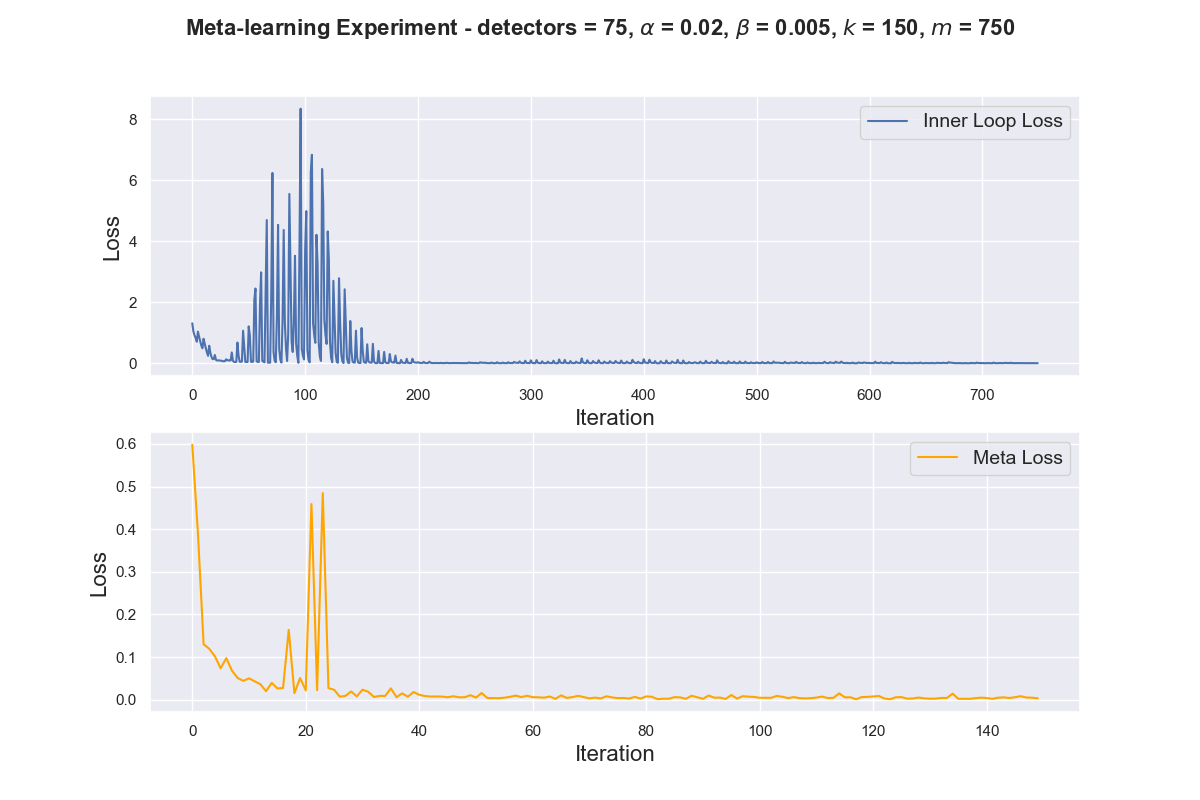 Meta-learning Experiment - detectors = 75, α = 0.02, β = 0.005, k = 150, m = 750
Inner Loop Loss
8
6
4
2
0
Loss
0 100 200 300 400 500 600 700
Iteration
Meta Loss
0.6
0.5
0.4
0.3
0.2
0.1
0.0
Loss
0 20 40 60 80 100 120 140
Iteration